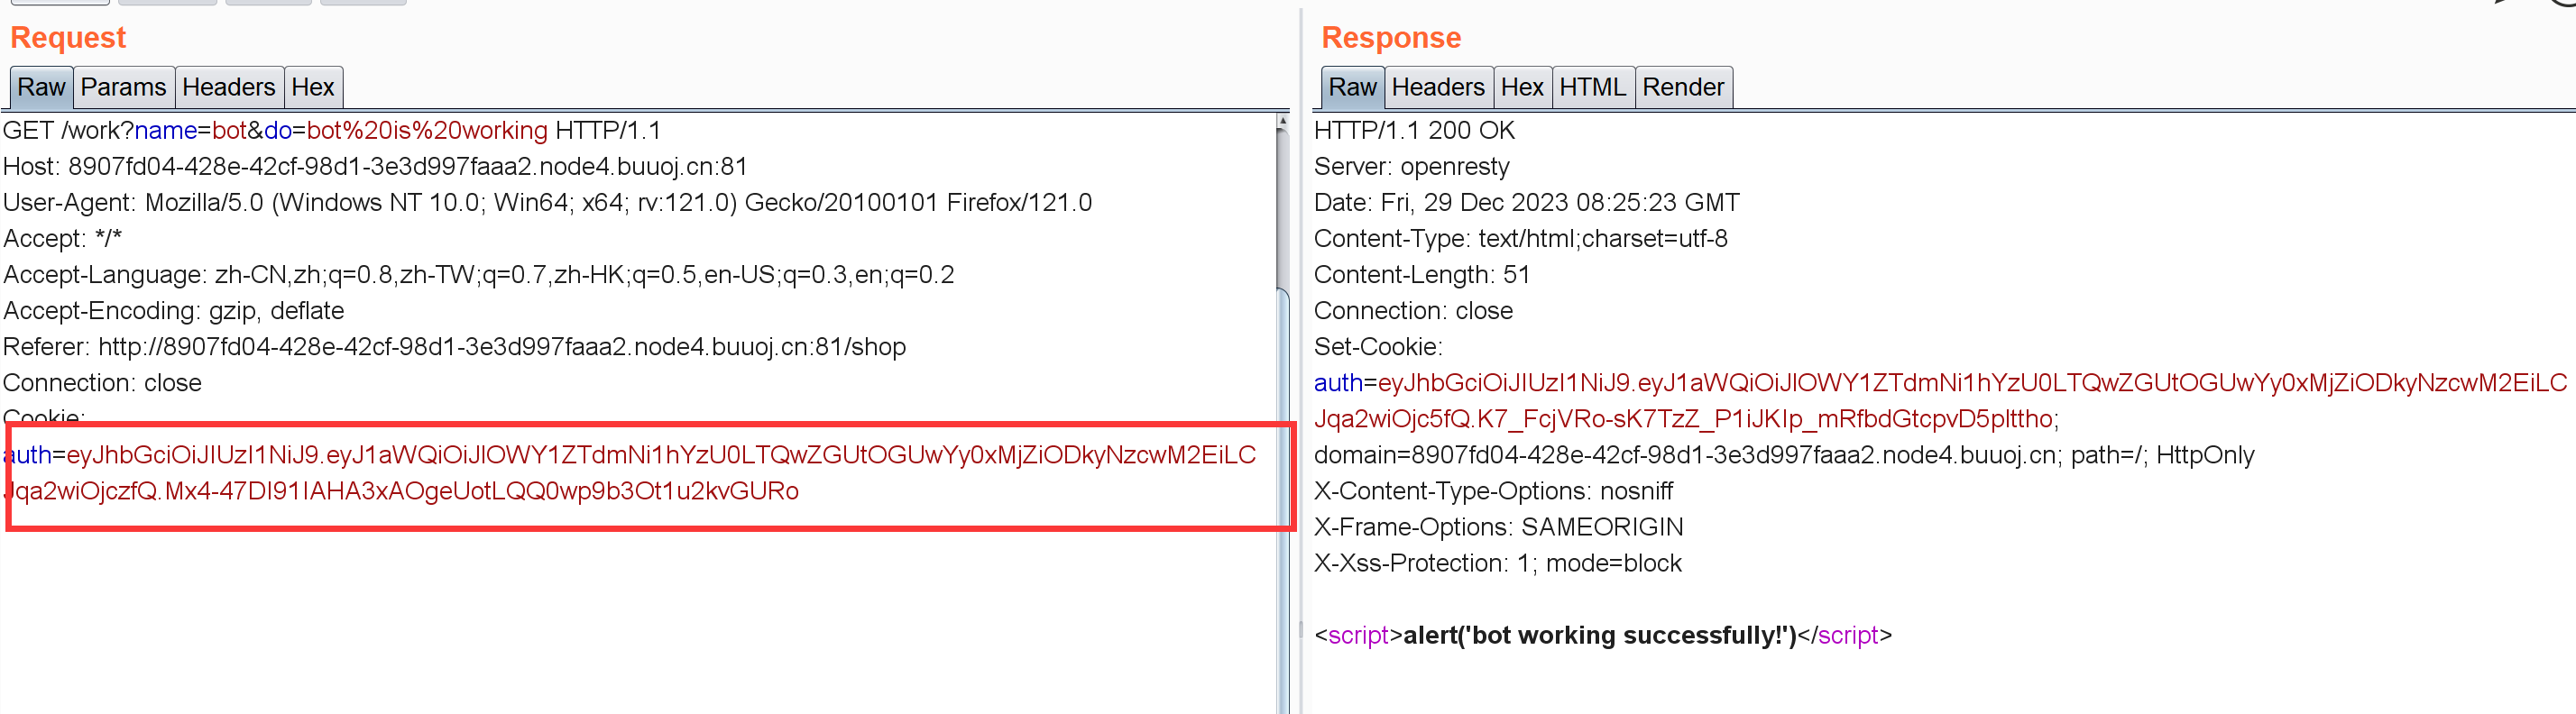 Request
Raw Params Headers Hex
GET /work?name=bot&do=bot%20is%20working HTTP/1.1
Host: 8907fd04-428e-42cf-98d1-3e3d997faaa2.node4.buuoj.cn:81
User-Agent: Mozilla/5.0 (Windows NT 10.0; Win64; x64; rv:121.0) Gecko/20100101 Firefox/121.0
Accept: */*
Accept-Language: zh-CN,zh;q=0.8,zh-TW;q=0.7,zh-HK;q=0.5,en-US;q=0.3,en;q=0.2
Accept-Encoding: gzip, deflate
Referer: http://8907fd04-428e-42cf-98d1-3e3d997faaa2.node4.buuoj.cn:81/shop
Connection: close
Cookie:
auth=eyJhbGciOiJIUzI1NiJ9.eyJ1aWQiOiJlOWY1ZTdmNi1hYzU0LTQwZGUtOGUwYy0xMjZiODkyNzcwM2EiLC
Jqa2wiOjczfQ.Mx4-47DI91IAHA3xAOgeUotLQQ0wp9b3Ot1u2kvGURo
Response
Raw Headers Hex HTML Render
HTTP/1.1 200 OK
Server: openresty
Date: Fri, 29 Dec 2023 08:25:23 GMT
Content-Type: text/html;charset=utf-8
Content-Length: 51
Connection: close
Set-Cookie:
auth=eyJhbGciOiJIUzI1NiJ9.eyJ1aWQiOiJlOWY1ZTdmNi1hYzU0LTQwZGUtOGUwYy0xMjZiODkyNzcwM2EiLC
Jqa2wiOjc5fQ.K7_FcjVRo-sK7TzZ_P1iJKIp_mRfbdGtcpvD5pIttho;
domain=8907fd04-428e-42cf-98d1-3e3d997faaa2.node4.buuoj.cn; path=/; HttpOnly
X-Content-Type-Options: nosniff
X-Frame-Options: SAMEORIGIN
X-Xss-Protection: 1; mode=block
<script>alert('bot working successfully!')</script>